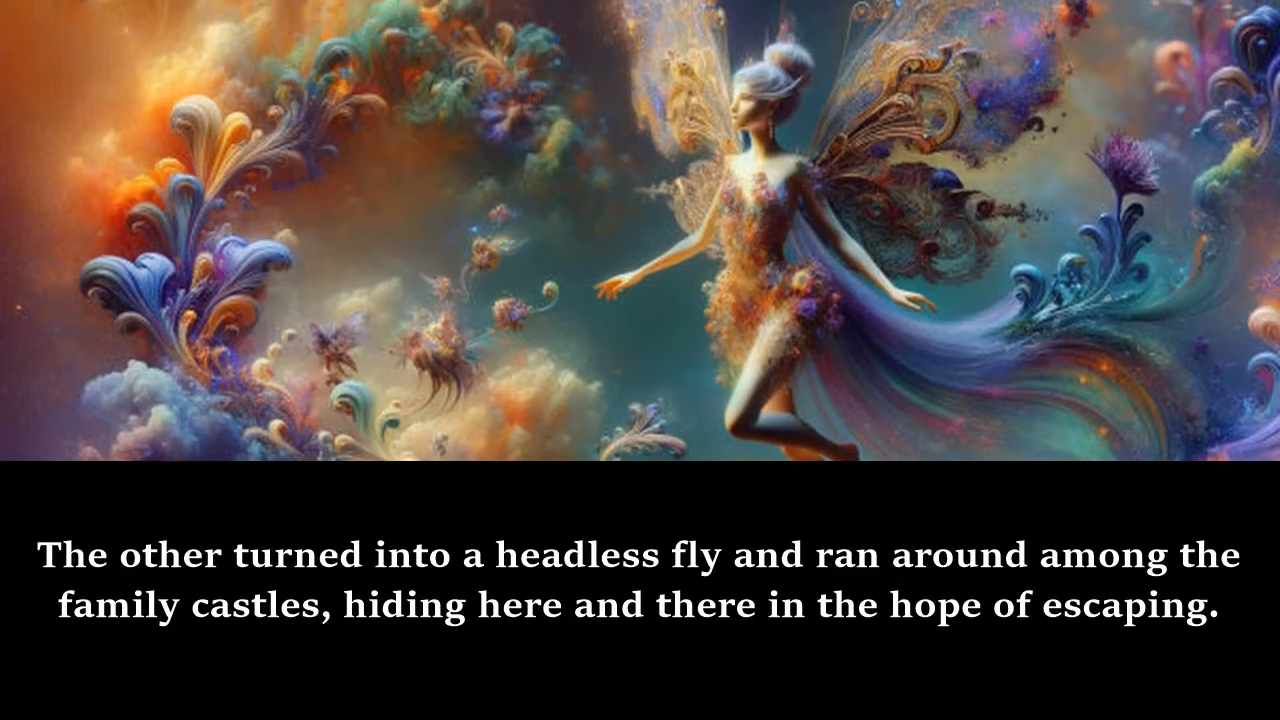 The other turned into a headless fly and ran around among the
family castles, hiding here and there in the hope of escaping.